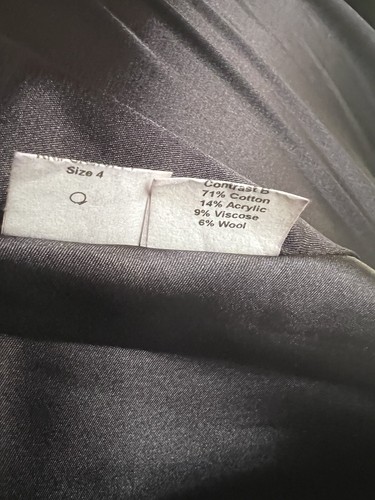 Size 4
Contrast B
71% Cotton
14% Acrylic
9% Viscose
6% Wool